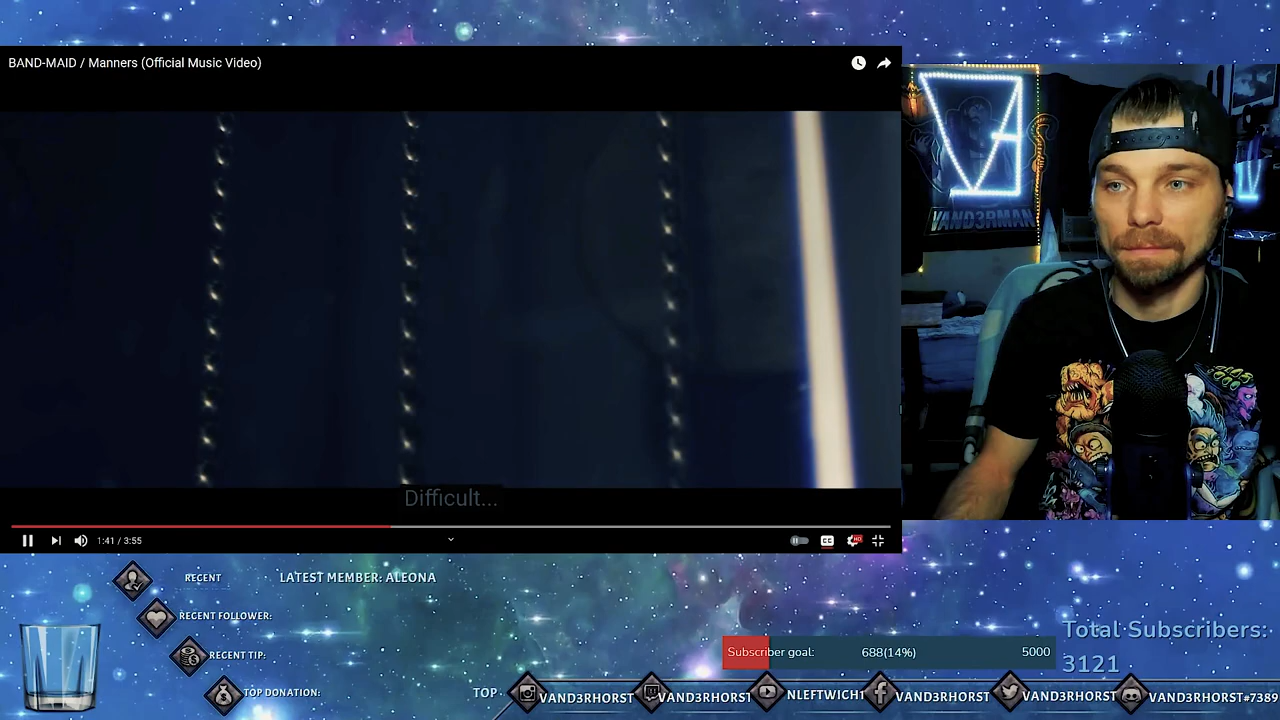 BAND-MAID / Manners (Official Music Video)
VAND3RMAN
Difficult...
1:41 / 3:55
CC
HD
RECENT
LATEST MEMBER: ALEONA
RECENT FOLLOWER:
RECENT TIP:
TOP DONATION:
Subscriber goal:
688(14%)
5000
Total Subscribers:
3121
TOP
VAND3RHORST
VAND3RHORST
NLEFTWICH1
VAND3RHORST
VAND3RHORST
VAND3RHORST#7389